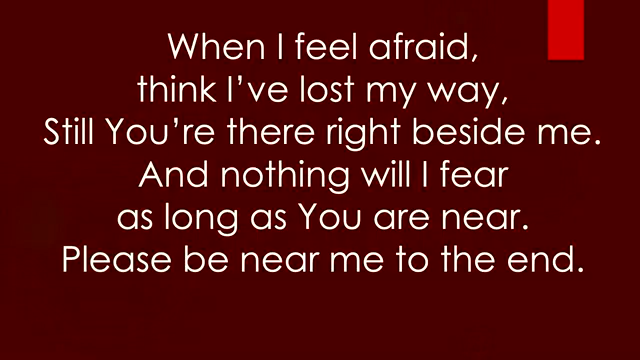 When I feel afraid,
think I’ve lost my way,
Still You’re there right beside me.
And nothing will I fear
as long as You are near.
Please be near me to the end.